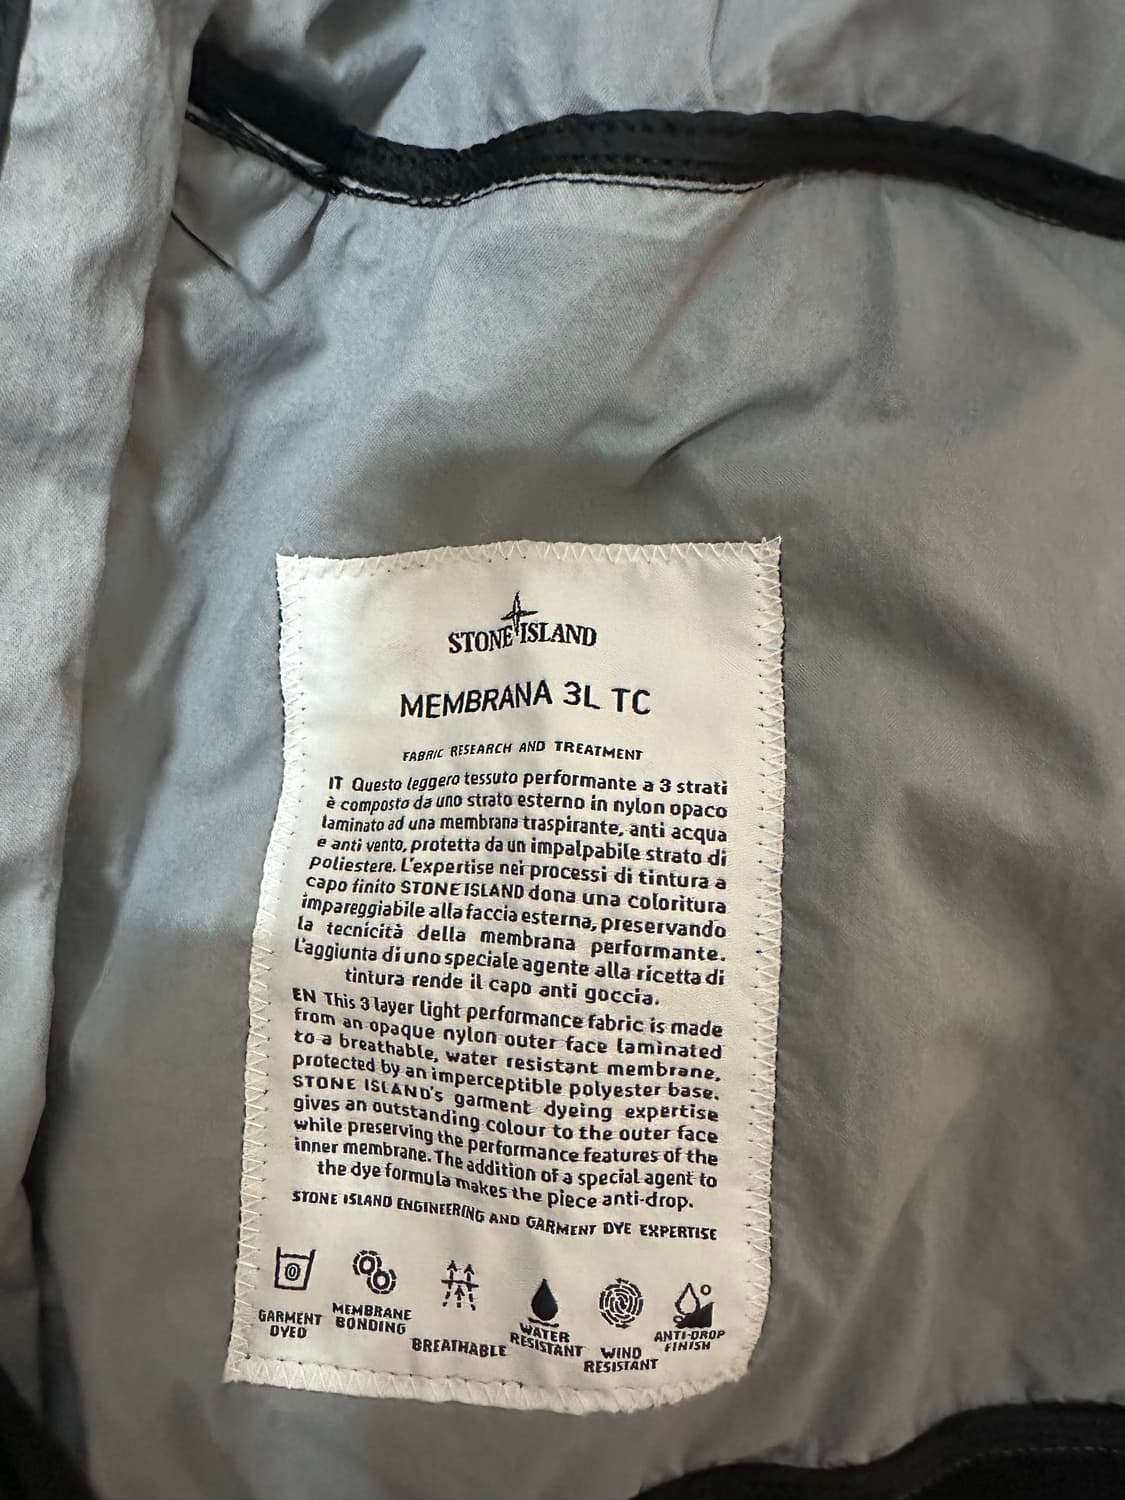 STONE ISLAND
MEMBRANA 3L TC
FABRIC RESEARCH AND TREATMENT
IT Questo leggero tessuto performante a 3 strati
è composto da uno strato esterno in nylon opaco
laminato ad una membrana traspirante, anti acqua
e anti vento, protetta da un impalpabile strato di
poliestere. L'expertise nei processi di tintura a
capo finito STONE ISLAND dona una coloritura
impareggiabile alla faccia esterna, preservando
la tecnicità della membrana performante.
L'aggiunta di uno speciale agente alla ricetta di
tintura rende il capo anti goccia.
EN This 3 layer light performance fabric is made
from an opaque nylon outer face laminated
to a breathable, water resistant membrane,
protected by an imperceptible polyester base.
STONE ISLAND's garment dyeing expertise
gives an outstanding colour to the outer face
while preserving the performance features of the
inner membrane. The addition of a special agent to
the dye formula makes the piece anti-drop.
STONE ISLAND ENGINEERING AND GARMENT DYE EXPERTISE
GARMENT
DYED
MEMBRANE
BONDING
BREATHABLE
WATER
RESISTANT
WIND
RESISTANT
ANTI-DROP
FINISH